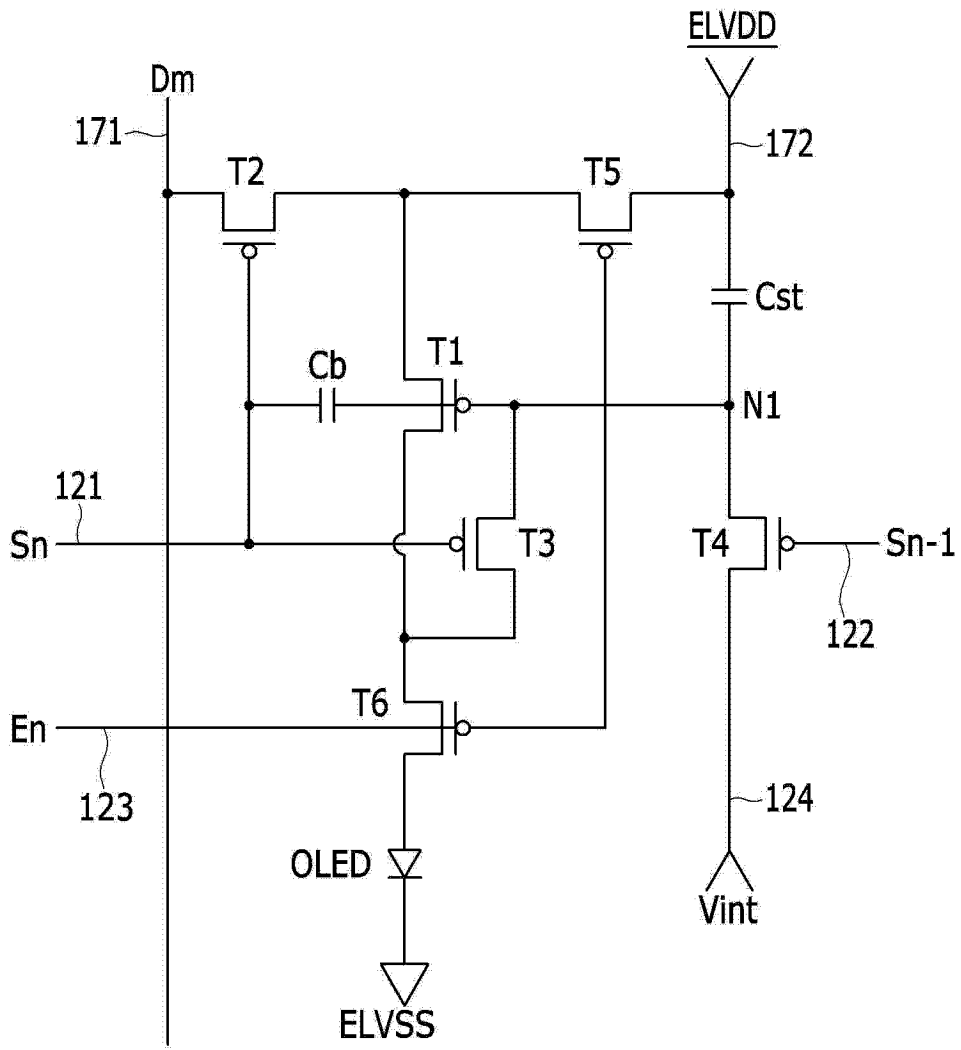 ELVDD
Dm
171
172
T2
T5
Cst
Cb
T1
N1
121
Sn
T3
T4
Sn-1
122
T6
En
123
124
OLED
Vint
ELVSS